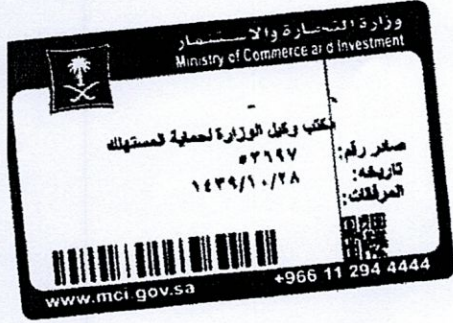 وزارة التجارة والاستثمار
Ministry of Commerce and Investment
مكتب وكيل الوزارة لحماية المستهلك
صادر رقم: ٥٣٦٩٧
تاريخه: ١٤٣٩/١٠/٢٨
المرفقات:
www.mci.gov.sa +966 11 294 4444